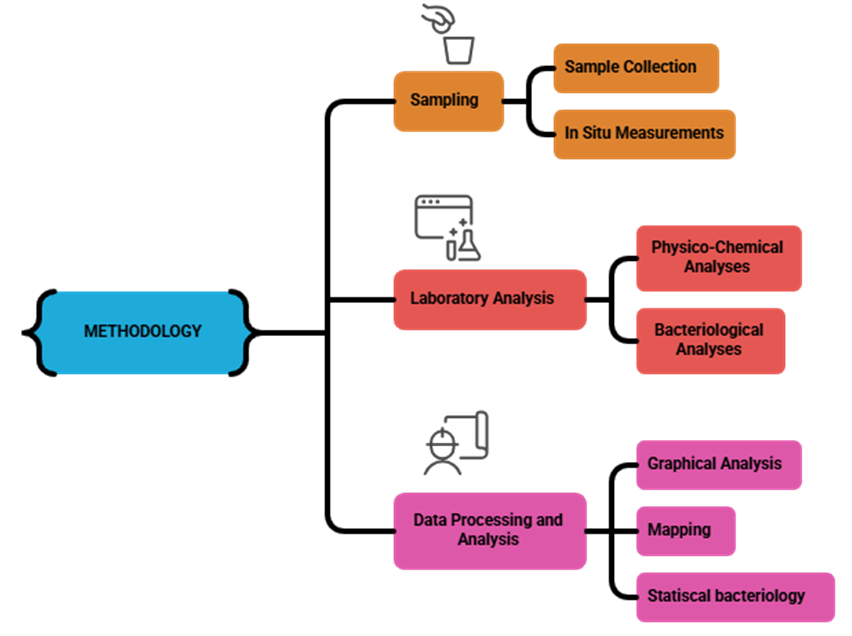 Sampling
Sample Collection
In Situ Measurements
METHODOLOGY
Laboratory Analysis
Physico-Chemical
Analyses
Bacteriological
Analyses
Data Processing and
Analysis
Graphical Analysis
Mapping
Statiscal bacteriology